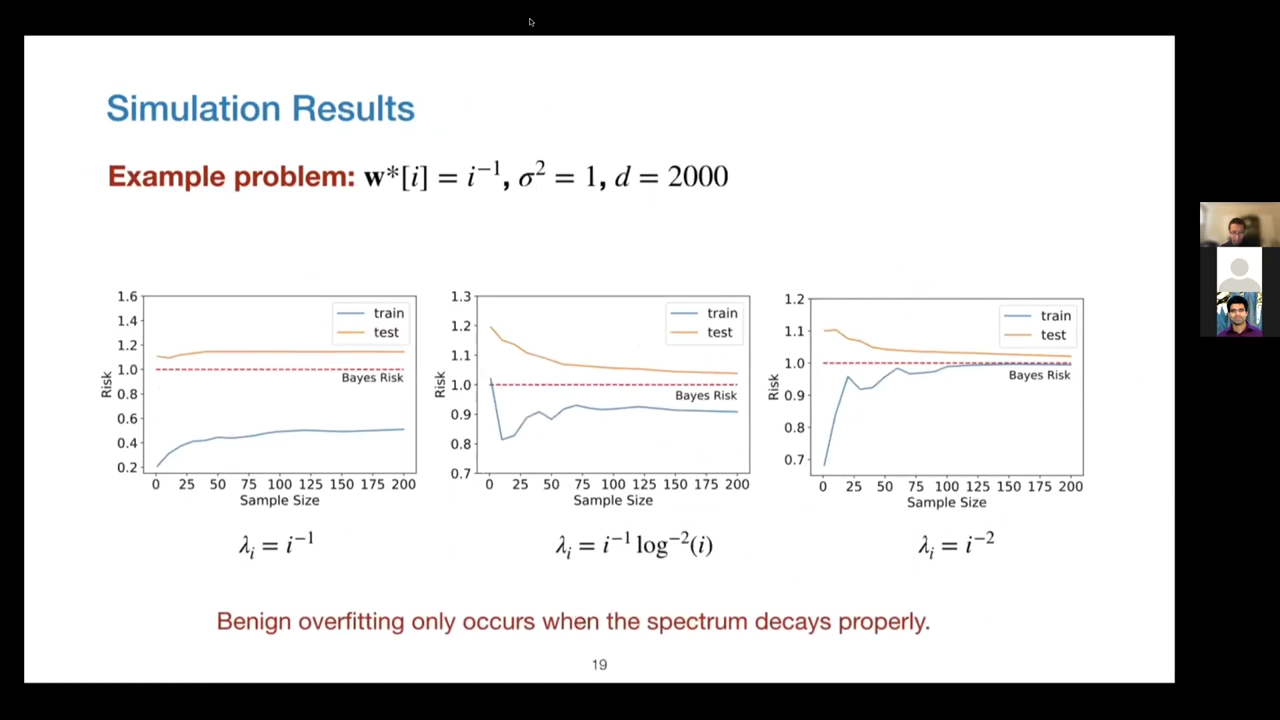 Simulation Results
Example problem: w*[i] = i⁻¹, σ² = 1, d = 2000
1.6
1.4
1.2
1.0
0.8
0.6
0.4
0.2
Risk
train
test
Bayes Risk
0 25 50 75 100 125 150 175 200
Sample Size
λᵢ = i⁻¹
1.3
1.2
1.1
1.0
0.9
0.8
0.7
Risk
train
test
Bayes Risk
0 25 50 75 100 125 150 175 200
Sample Size
λᵢ = i⁻¹ log⁻²(i)
1.2
1.1
1.0
0.9
0.8
0.7
Risk
train
test
Bayes Risk
0 25 50 75 100 125 150 175 200
Sample Size
λᵢ = i⁻²
Benign overfitting only occurs when the spectrum decays properly.
19